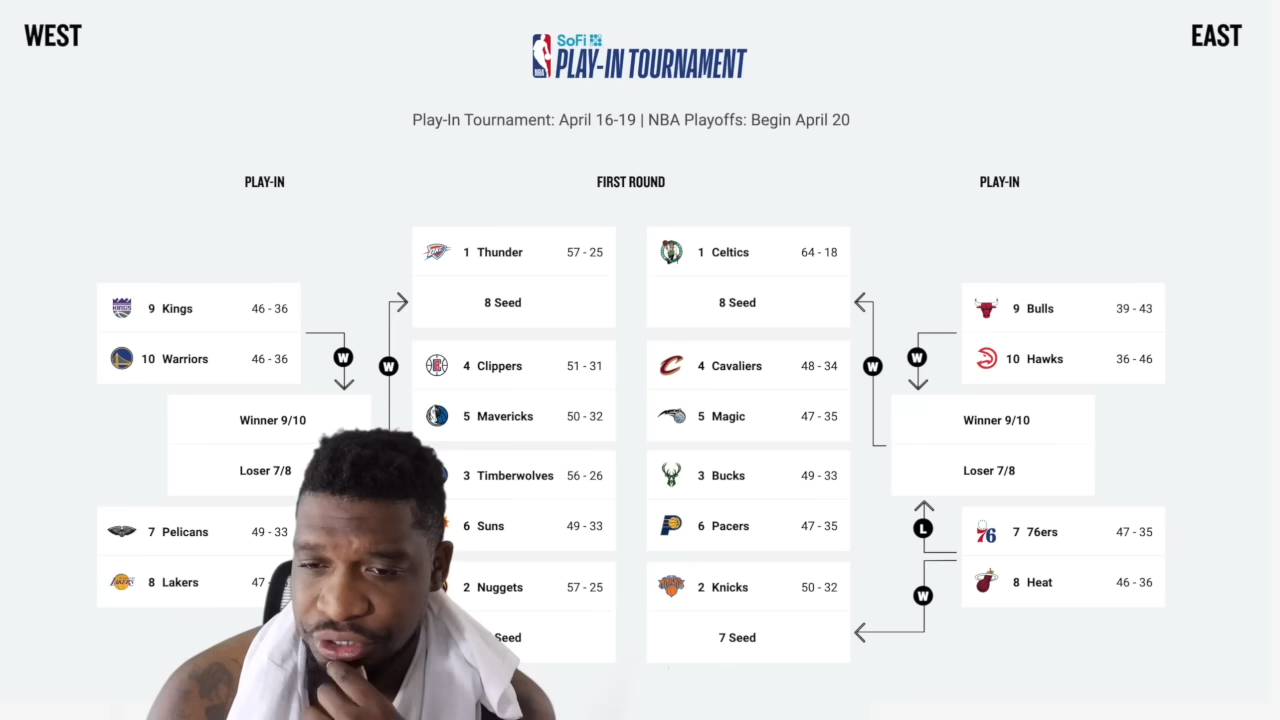 WEST
EAST
SoFi
NBA
PLAY-IN TOURNAMENT
Play-In Tournament: April 16-19 | NBA Playoffs: Begin April 20
PLAY-IN
FIRST ROUND
PLAY-IN
9 Kings 46 - 36
10 Warriors 46 - 36
W
W
Winner 9/10
Loser 7/8
7 Pelicans 49 - 33
8 Lakers 47 -
1 Thunder 57 - 25
8 Seed
4 Clippers 51 - 31
5 Mavericks 50 - 32
3 Timberwolves 56 - 26
6 Suns 49 - 33
2 Nuggets 57 - 25
Seed
1 Celtics 64 - 18
8 Seed
4 Cavaliers 48 - 34
5 Magic 47 - 35
3 Bucks 49 - 33
6 Pacers 47 - 35
2 Knicks 50 - 32
7 Seed
W
W
9 Bulls 39 - 43
10 Hawks 36 - 46
Winner 9/10
Loser 7/8
L
7 76ers 47 - 35
8 Heat 46 - 36
W